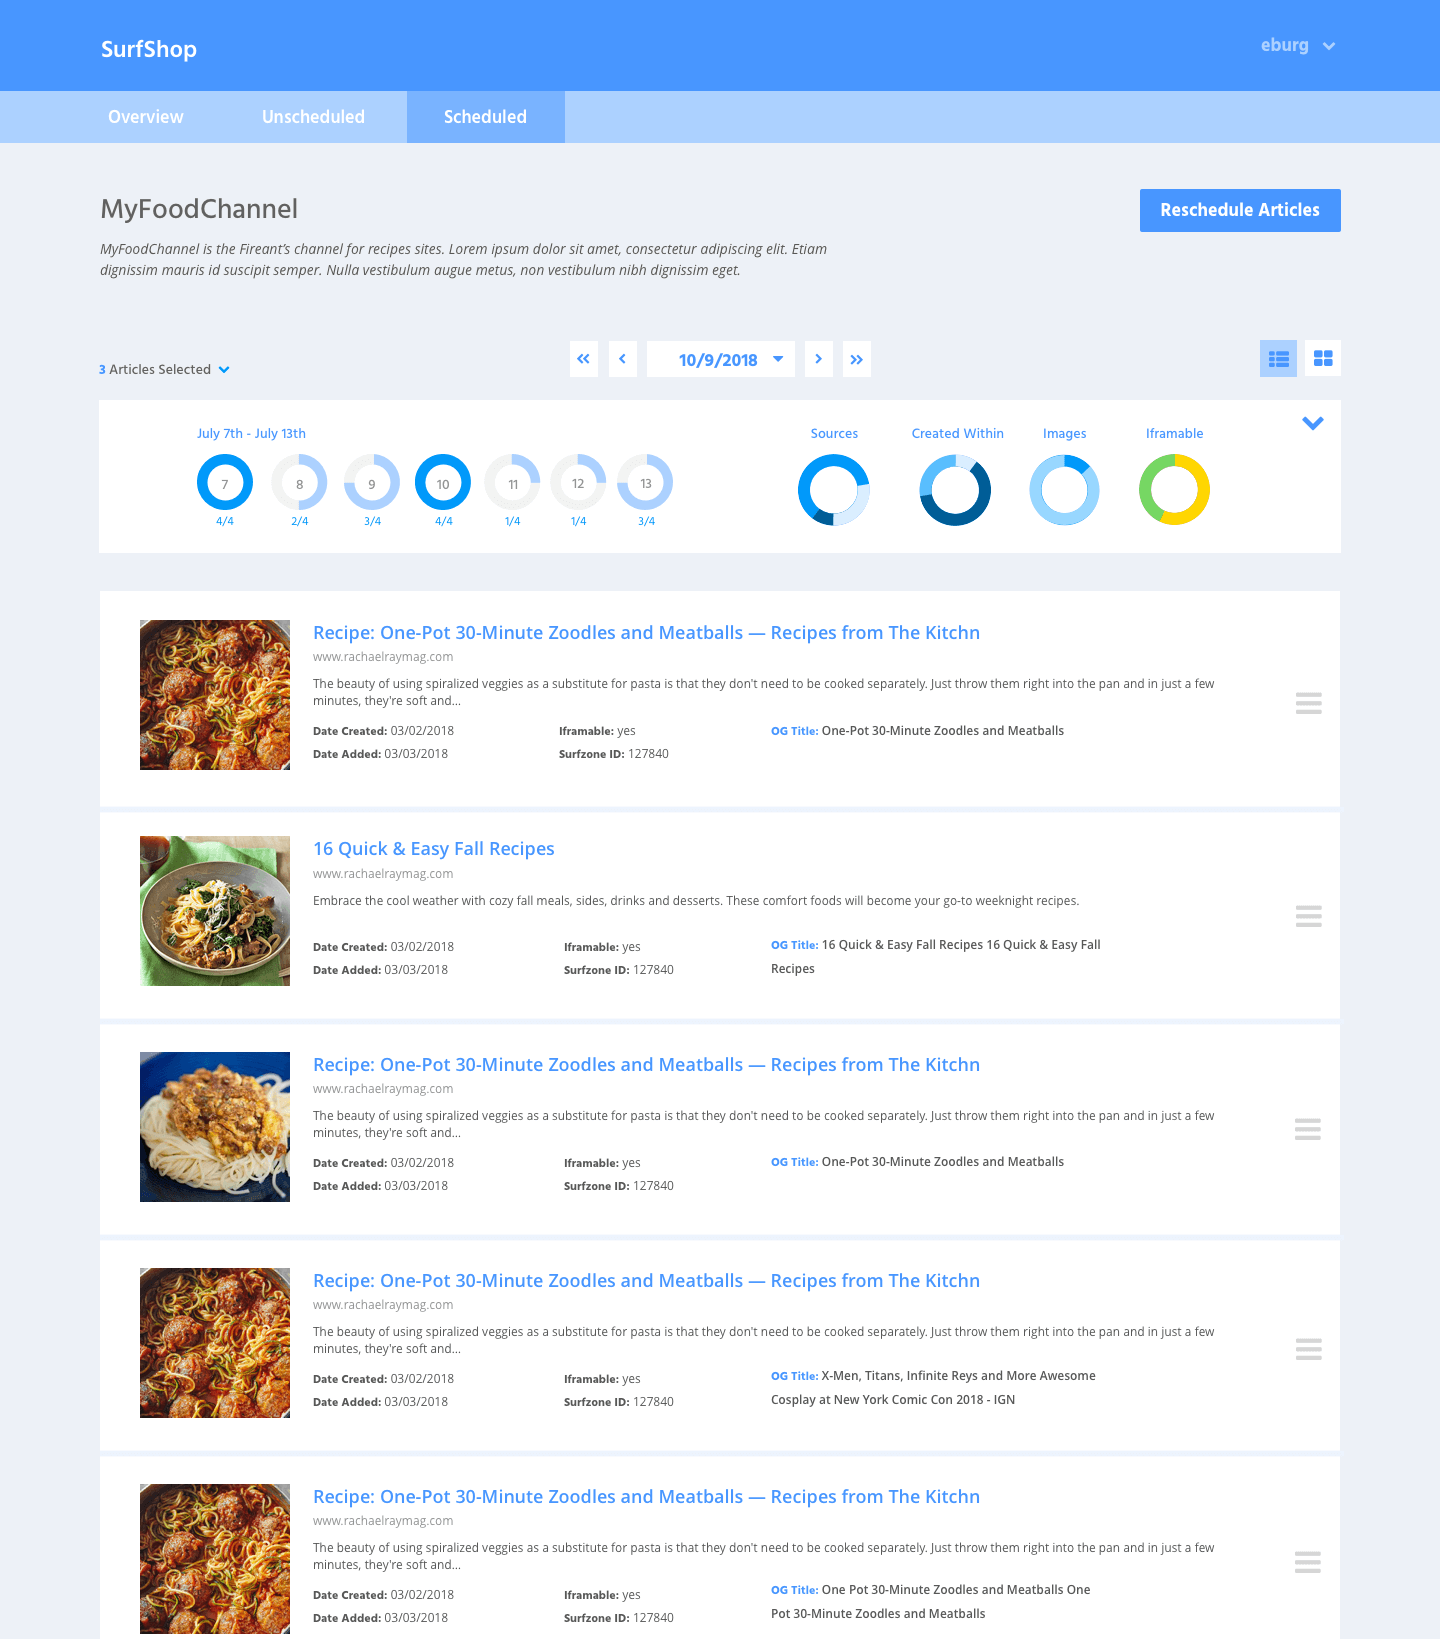 SurfShop
eburg
Overview
Unscheduled
Scheduled
MyFoodChannel
Reschedule Articles
MyFoodChannel is the Fireant's channel for recipes sites. Lorem ipsum dolor sit amet, consectetur adipiscing elit. Etiam
dignissim mauris id suscipit semper. Nulla vestibulum augue metus, non vestibulum nibh dignissim eget.
3 Articles Selected
10/9/2018
July 7th - July 13th
Sources
Created Within
Images
Iframable
7
8
9
10
11
12
13
4/4
2/4
3/4
4/4
1/4
1/4
3/4
Recipe: One-Pot 30-Minute Zoodles and Meatballs — Recipes from The Kitchn
www.rachaelraymag.com
The beauty of using spiralized veggies as a substitute for pasta is that they don't need to be cooked separately. Just throw them right into the pan and in just a few
minutes, they're soft and...
Date Created: 03/02/2018
Iframable: yes
OG Title: One-Pot 30-Minute Zoodles and Meatballs
Date Added: 03/03/2018
Surfzone ID: 127840
16 Quick & Easy Fall Recipes
www.rachaelraymag.com
Embrace the cool weather with cozy fall meals, sides, drinks and desserts. These comfort foods will become your go-to weeknight recipes.
Date Created: 03/02/2018
Iframable: yes
OG Title: 16 Quick & Easy Fall Recipes 16 Quick & Easy Fall
Recipes
Date Added: 03/03/2018
Surfzone ID: 127840
Recipe: One-Pot 30-Minute Zoodles and Meatballs — Recipes from The Kitchn
www.rachaelraymag.com
The beauty of using spiralized veggies as a substitute for pasta is that they don't need to be cooked separately. Just throw them right into the pan and in just a few
minutes, they're soft and...
Date Created: 03/02/2018
Iframable: yes
OG Title: One-Pot 30-Minute Zoodles and Meatballs
Date Added: 03/03/2018
Surfzone ID: 127840
Recipe: One-Pot 30-Minute Zoodles and Meatballs — Recipes from The Kitchn
www.rachaelraymag.com
The beauty of using spiralized veggies as a substitute for pasta is that they don't need to be cooked separately. Just throw them right into the pan and in just a few
minutes, they're soft and...
Date Created: 03/02/2018
Iframable: yes
OG Title: X-Men, Titans, Infinite Reys and More Awesome
Cosplay at New York Comic Con 2018 - IGN
Date Added: 03/03/2018
Surfzone ID: 127840
Recipe: One-Pot 30-Minute Zoodles and Meatballs — Recipes from The Kitchn
www.rachaelraymag.com
The beauty of using spiralized veggies as a substitute for pasta is that they don't need to be cooked separately. Just throw them right into the pan and in just a few
minutes, they're soft and...
Date Created: 03/02/2018
Iframable: yes
OG Title: One Pot 30-Minute Zoodles and Meatballs One
Pot 30-Minute Zoodles and Meatballs
Date Added: 03/03/2018
Surfzone ID: 127840